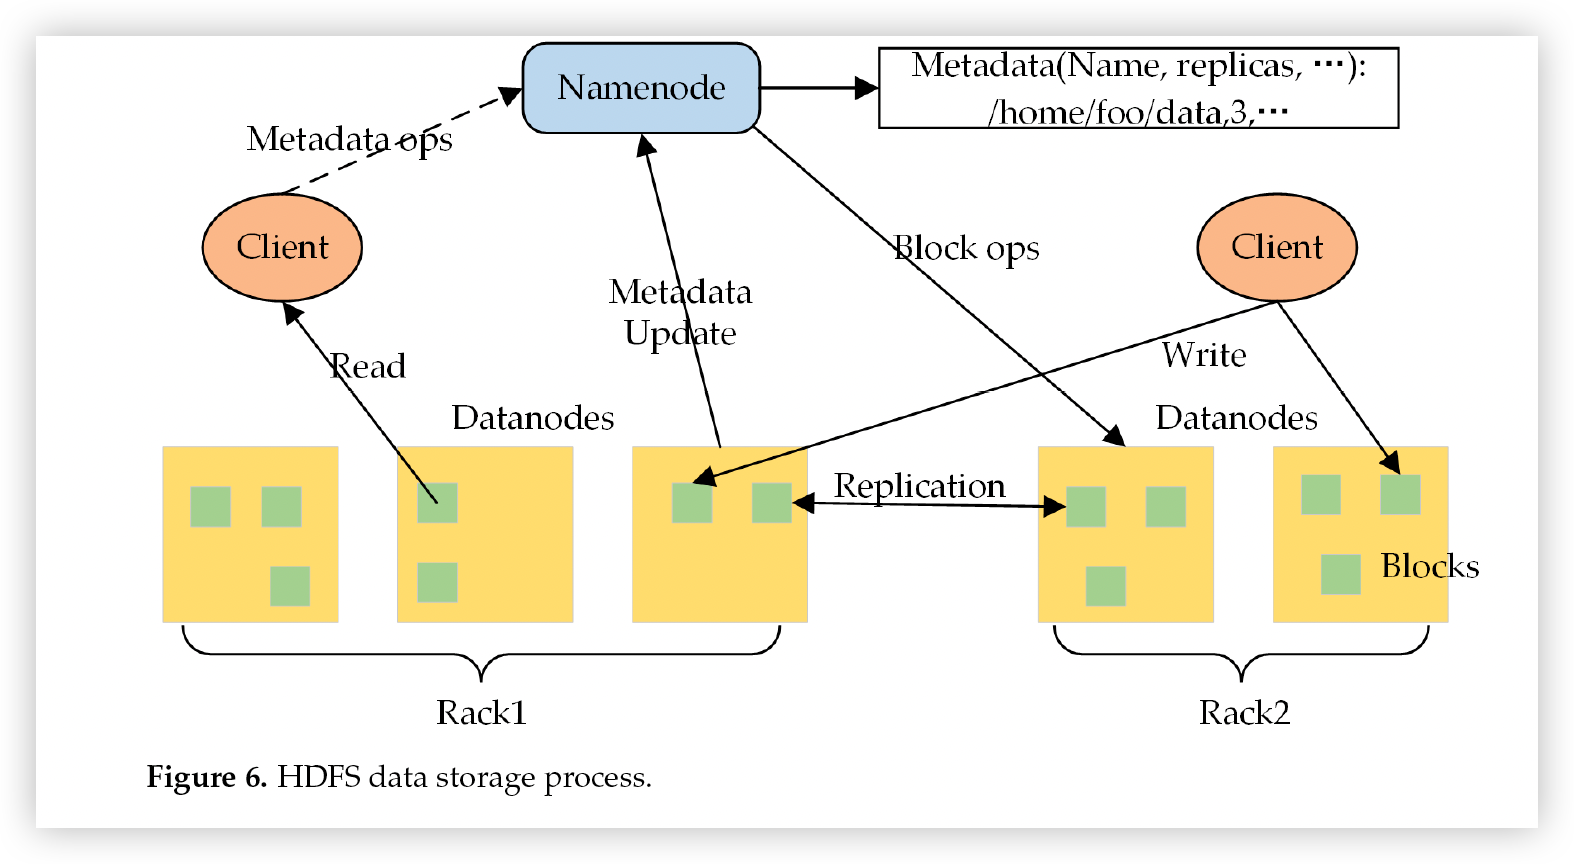 Namenode
Metadata(Name, replicas, ⋯):
/home/foo/data,3,⋯
Metadata ops
Client
Block ops
Client
Metadata
Update
Read
Write
Datanodes
Datanodes
Replication
Blocks
Rack1
Rack2
Figure 6. HDFS data storage process.